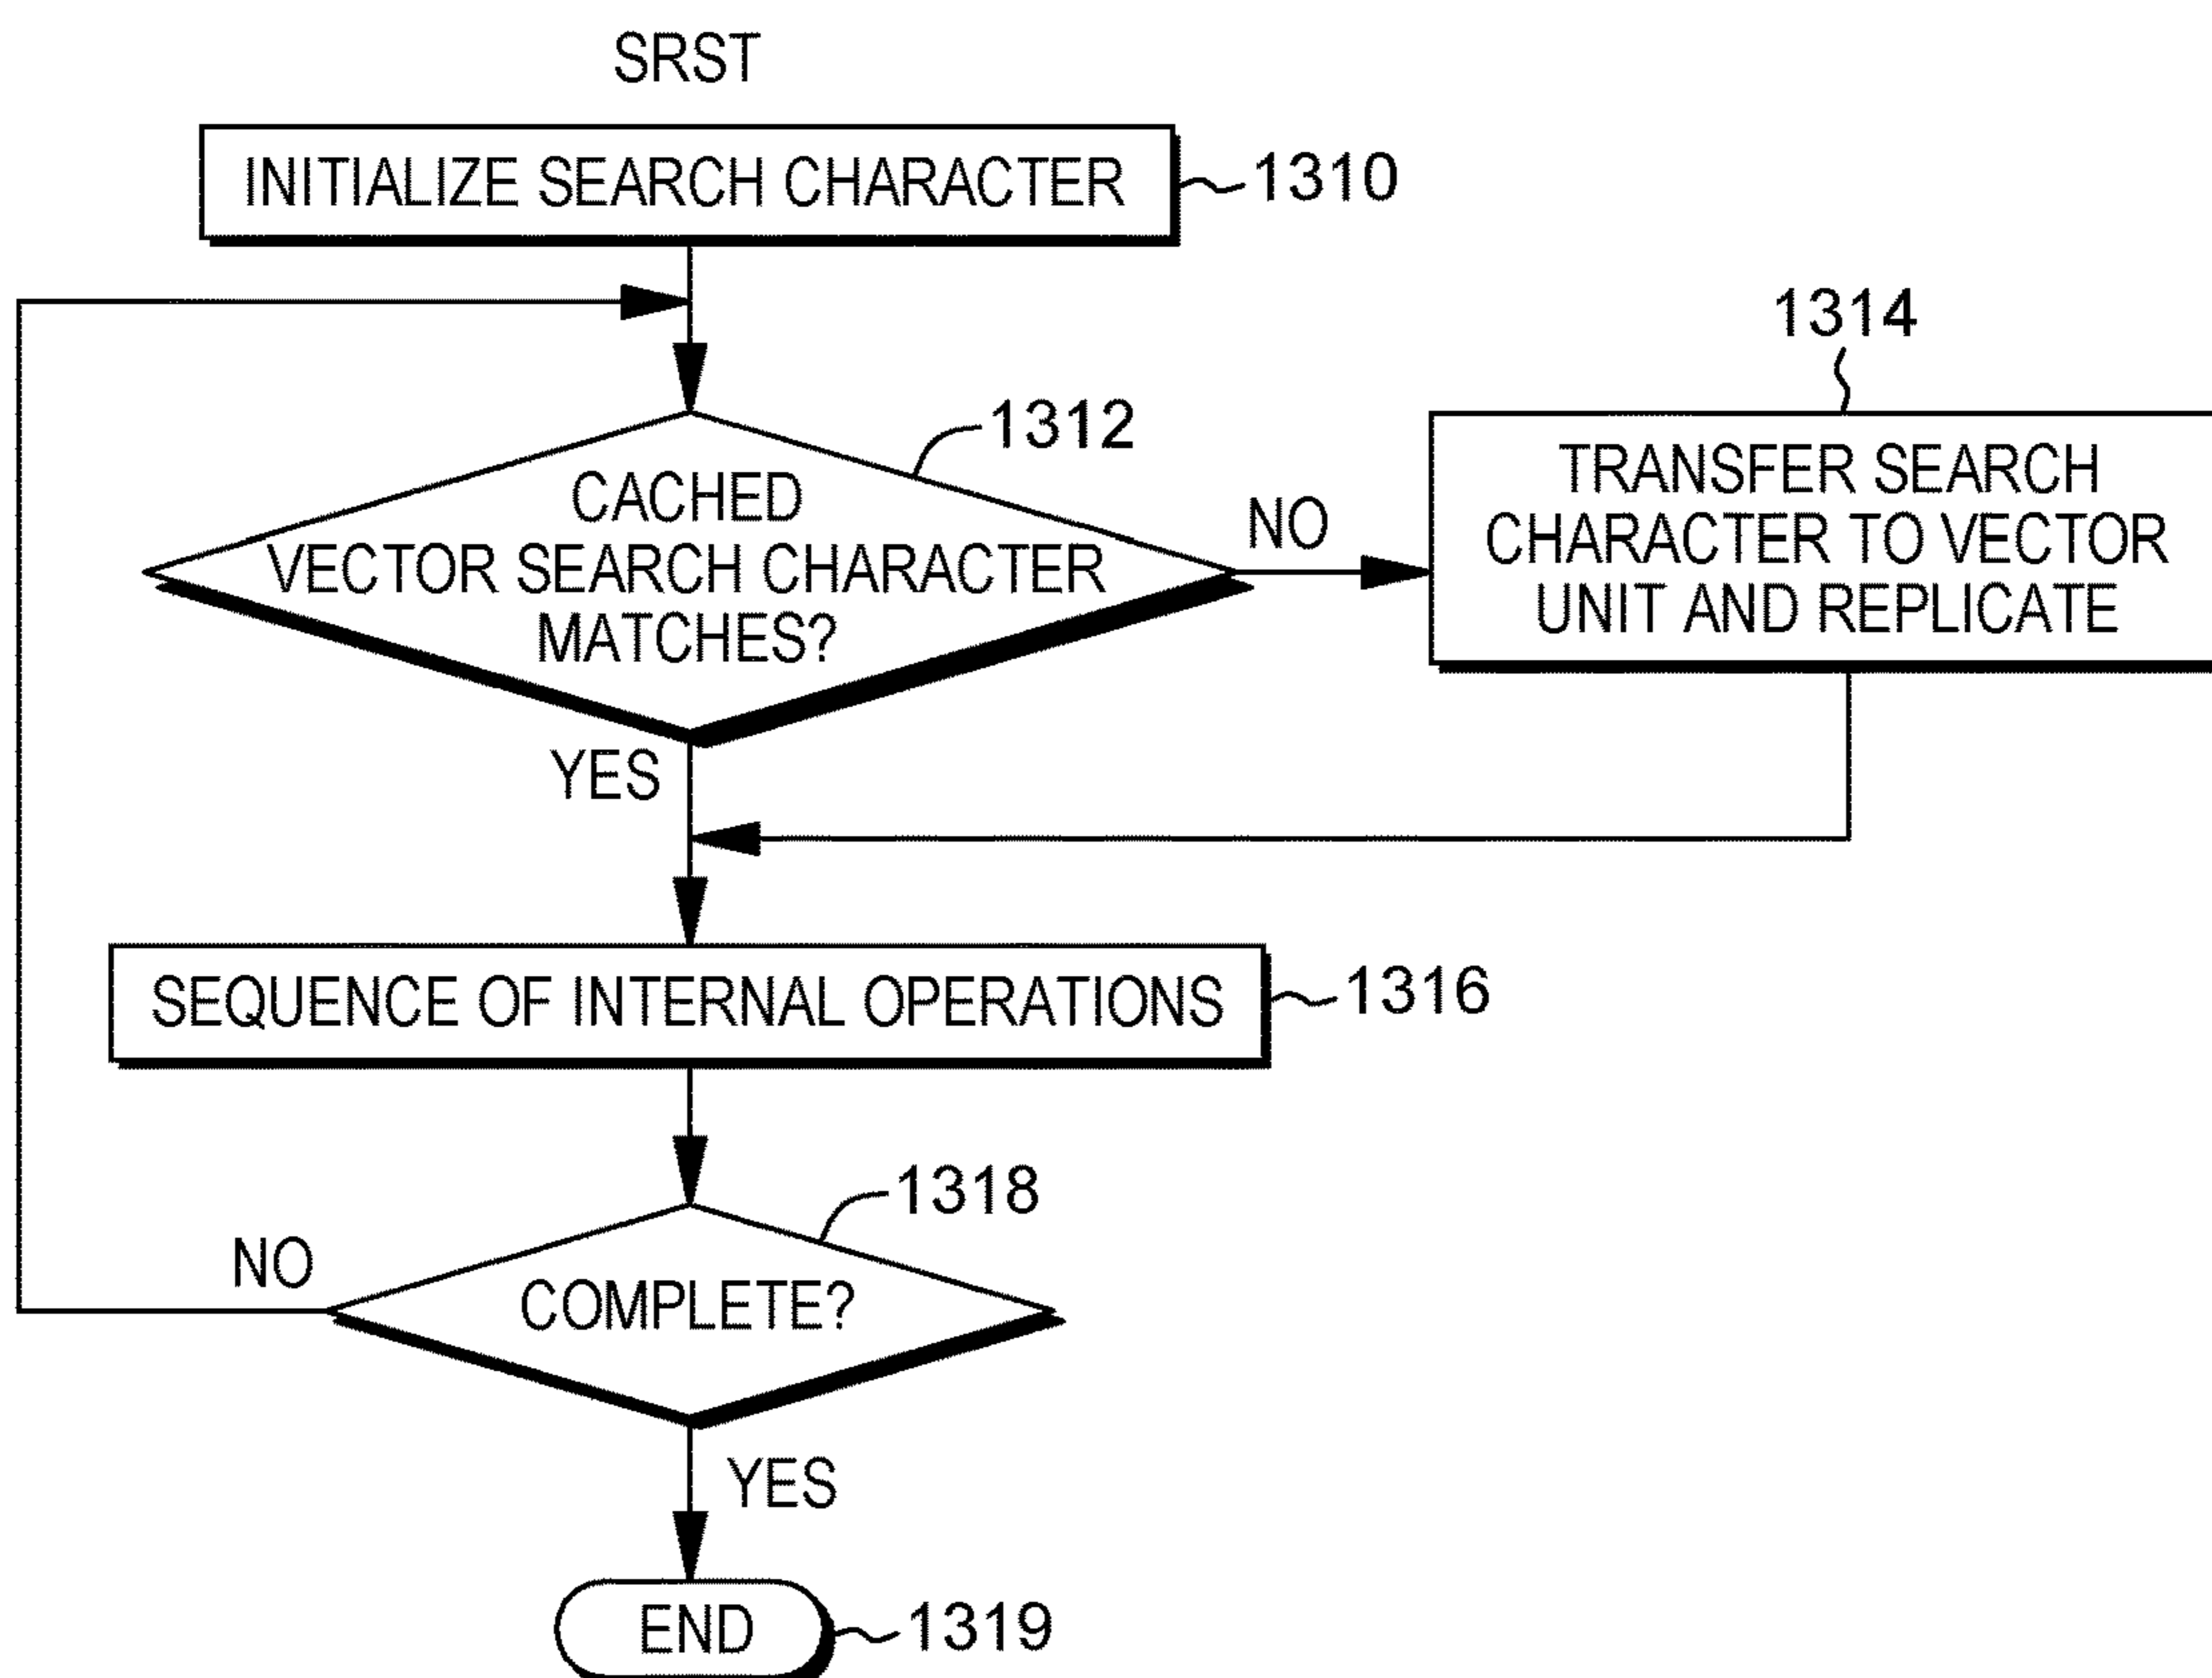 SRST
INITIALIZE SEARCH CHARACTER
1310
1314
1312
CACHED
VECTOR SEARCH CHARACTER
MATCHES?
NO
TRANSFER SEARCH
CHARACTER TO VECTOR
UNIT AND REPLICATE
YES
SEQUENCE OF INTERNAL OPERATIONS
1316
1318
NO
COMPLETE?
YES
END
1319